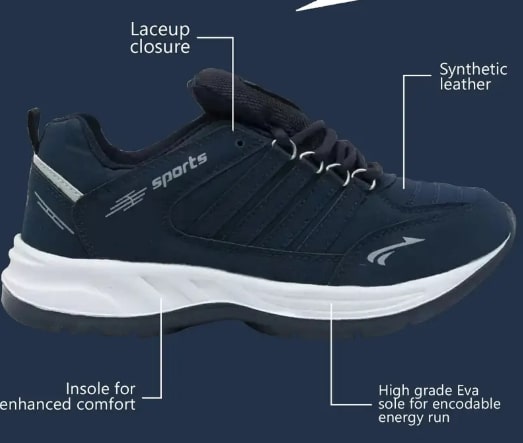 Laceup
closure
Synthetic
leather
sports
Insole for
enhanced comfort
High grade Eva
sole for encodable
energy run